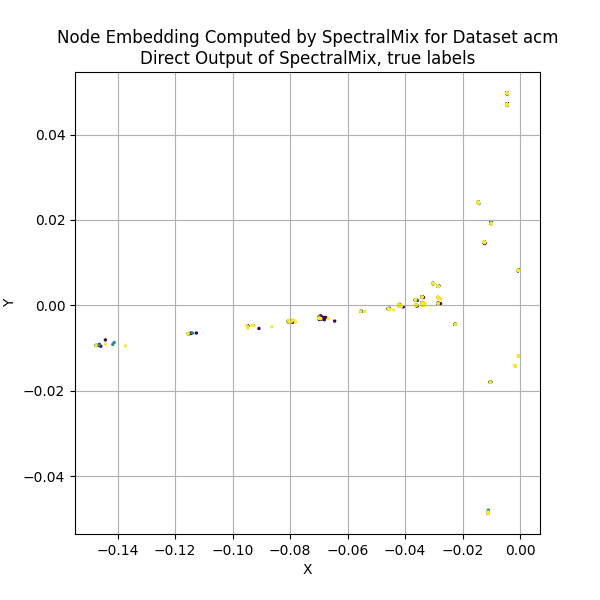 Node Embedding Computed by SpectralMix for Dataset acm
Direct Output of SpectralMix, true labels
0.04
0.02
0.00
−0.02
−0.04
Y
−0.14 −0.12 −0.10 −0.08 −0.06 −0.04 −0.02 0.00
X